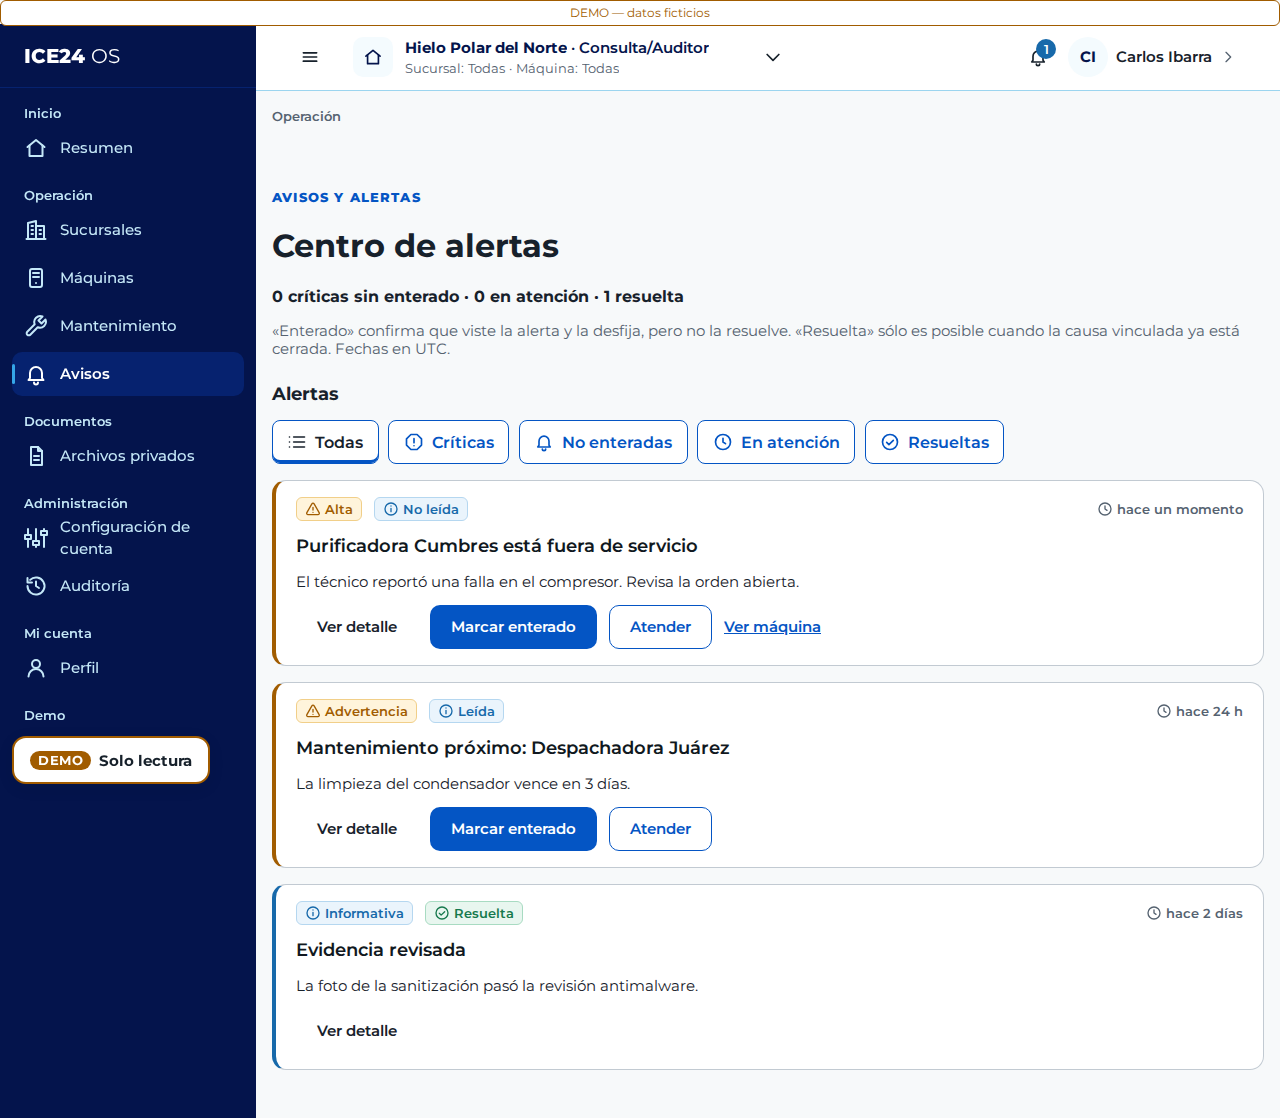 DEMO — datos ficticios
ICE24 OS
Inicio
Resumen
Operación
Sucursales
Máquinas
Mantenimiento
Avisos
Documentos
Archivos privados
Administración
Configuración de
cuenta
Auditoría
Mi cuenta
Perfil
Demo
DEMO Solo lectura
Hielo Polar del Norte · Consulta/Auditor
Sucursal: Todas · Máquina: Todas
1
CI Carlos Ibarra
Operación
AVISOS Y ALERTAS
Centro de alertas
0 críticas sin enterado · 0 en atención · 1 resuelta
«Enterado» confirma que viste la alerta y la desfija, pero no la resuelve. «Resuelta» sólo es posible cuando la causa vinculada ya está
cerrada. Fechas en UTC.
Alertas
Todas Críticas No enteradas En atención Resueltas
Alta No leída hace un momento
Purificadora Cumbres está fuera de servicio
El técnico reportó una falla en el compresor. Revisa la orden abierta.
Ver detalle Marcar enterado Atender Ver máquina
Advertencia Leída hace 24 h
Mantenimiento próximo: Despachadora Juárez
La limpieza del condensador vence en 3 días.
Ver detalle Marcar enterado Atender
Informativa Resuelta hace 2 días
Evidencia revisada
La foto de la sanitización pasó la revisión antimalware.
Ver detalle